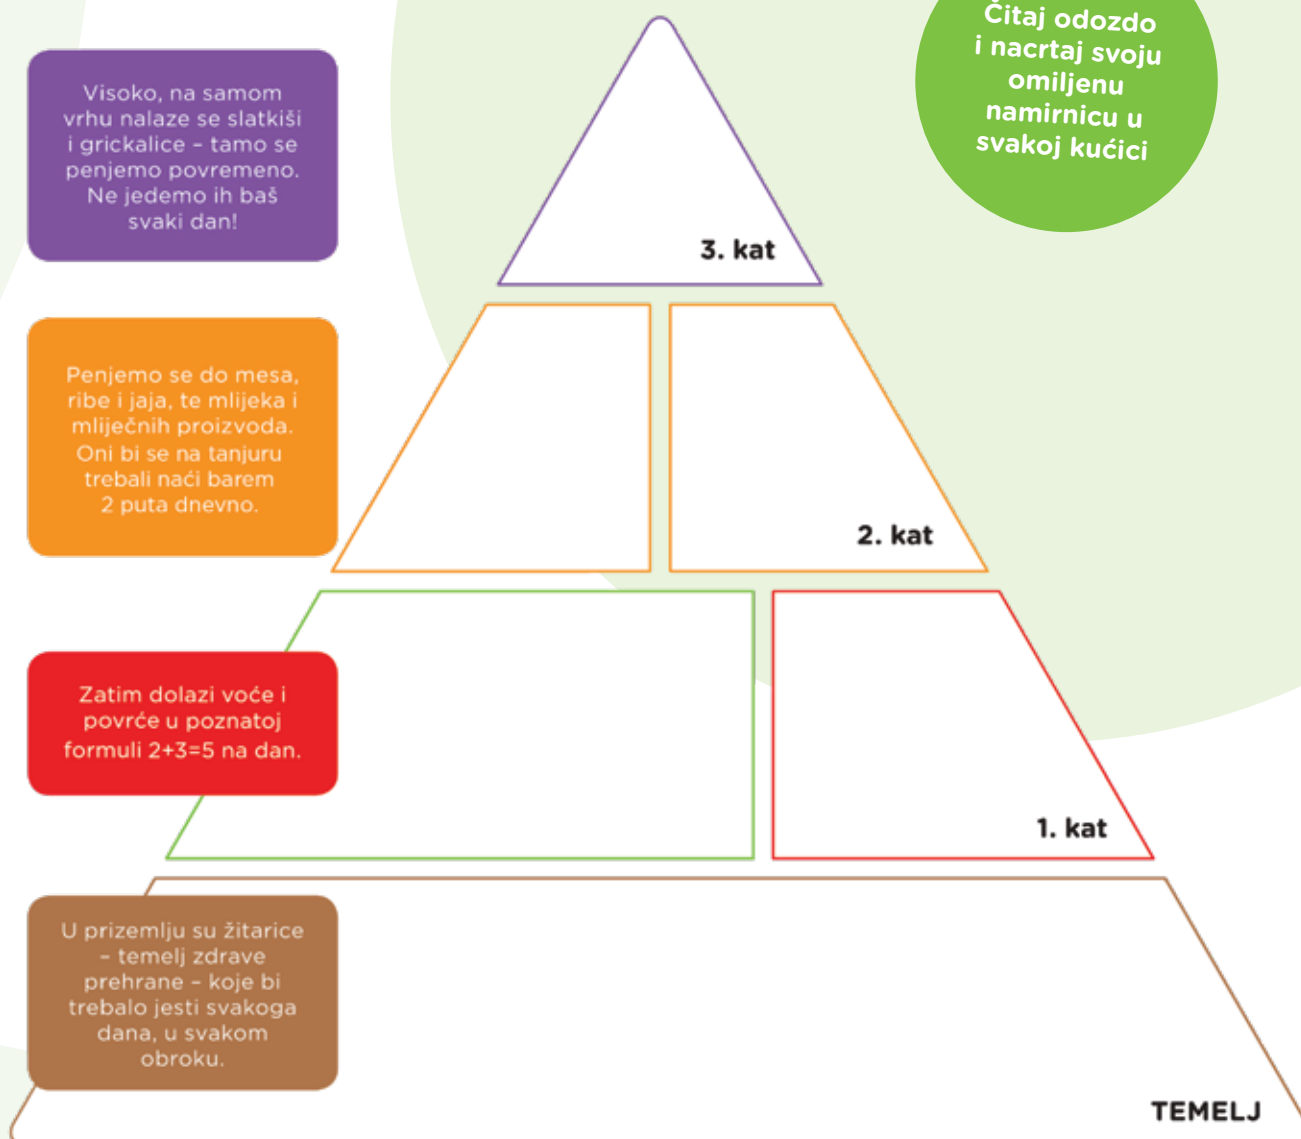 Čitaj odozdo
i nacrtaj svoju
omiljenu
namirnicu u
svakoj kućici
Visoko, na samom
vrhu nalaze se slatkiši
i grickalice – tamo se
penjemo povremeno.
Ne jedemo ih baš
svaki dan!
3. kat
Penjemo se do mesa,
ribe i jaja, te mlijeka i
mliječnih proizvoda.
Oni bi se na tanjuru
trebali naći barem
2 puta dnevno.
2. kat
Zatim dolazi voće i
povrće u poznatoj
formuli 2+3=5 na dan.
1. kat
U prizemlju su žitarice
– temelj zdrave
prehrane – koje bi
trebalo jesti svakoga
dana, u svakom
obroku.
TEMELJ